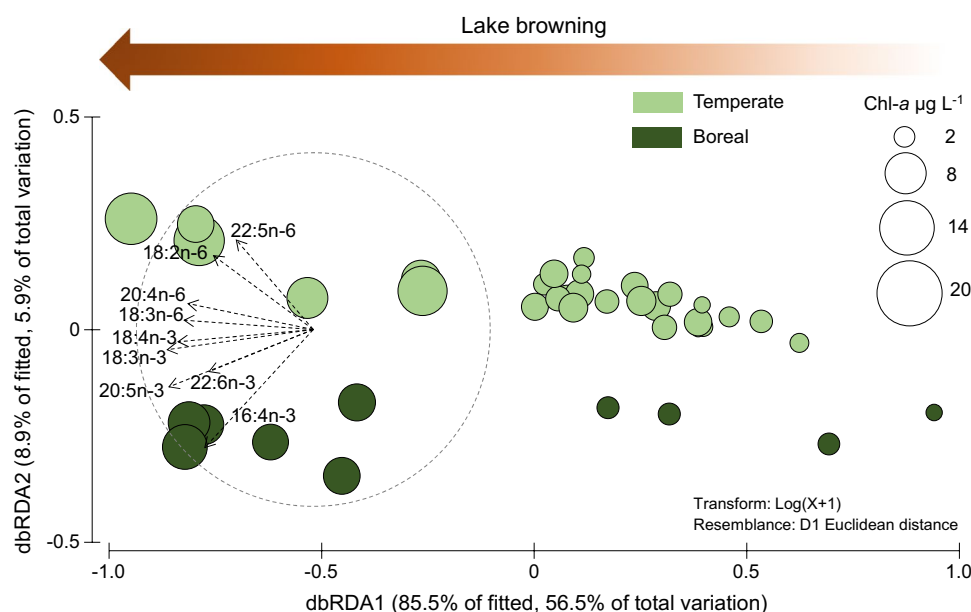 Lake browning
Temperate
Boreal
Chl-a µg L-1
2
8
14
20
0.5
0
-0.5
dbRDA2 (8.9% of fitted, 5.9% of total variation)
22:5n-6
18:2n-6
20:4n-6
18:3n-6
18:4n-3
18:3n-3
20:5n-3
22:6n-3
16:4n-3
Transform: Log(X+1)
Resemblance: D1 Euclidean distance
-1.0 -0.5 0 0.5 1.0
dbRDA1 (85.5% of fitted, 56.5% of total variation)